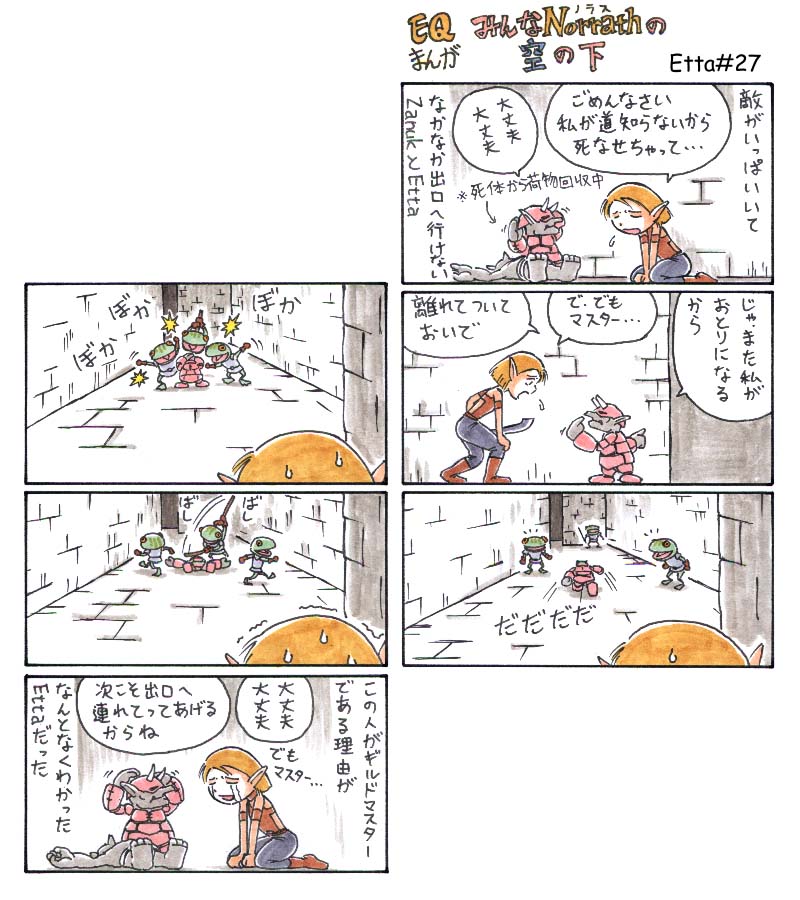 EQ
まんが
みんなNorrathの
ノラス
空の下
Etta#27
敵がいっぱいいて
ごめんなさい
私が道知らないから
死なせちゃって…
大丈夫
大丈夫
※死体から荷物回収中
なかなか出口へ行けない
ZanukとEtta
じゃ、また私が
おとりになる
から
で・でも
マスター…
離れてついて
おいで
だだだだ
ぼか
ぼか
ぼか
ばし
ばし
この人がギルドマスター
である理由が
大丈夫
大丈夫
でも
マスター…
次こそ出口へ
連れてってあげる
からね
なんとなくわかった
Ettaだった